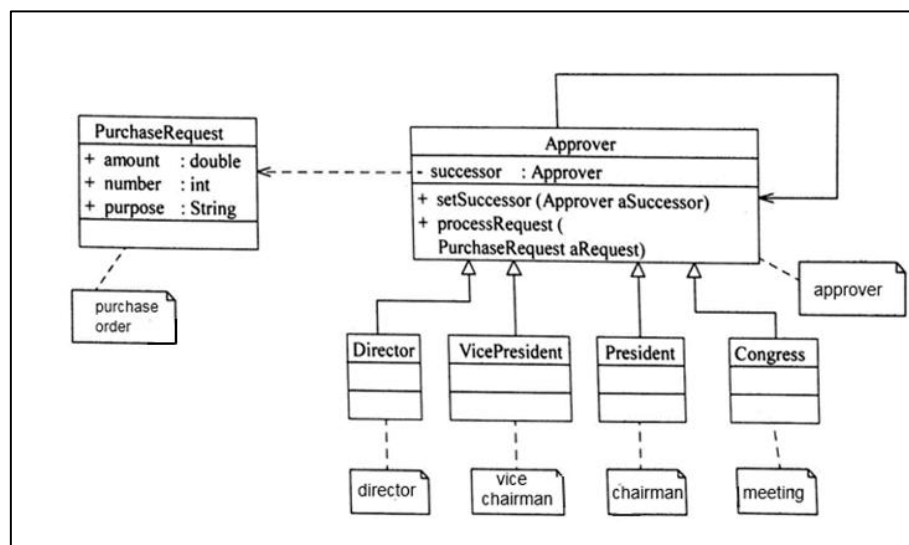 PurchaseRequest
+ amount : double
+ number : int
+ purpose : String
purchase
order
Approver
- successor : Approver
+ setSuccessor (Approver aSuccessor)
+ processRequest (
PurchaseRequest aRequest)
approver
Director
VicePresident
President
Congress
director
vice
chairman
chairman
meeting